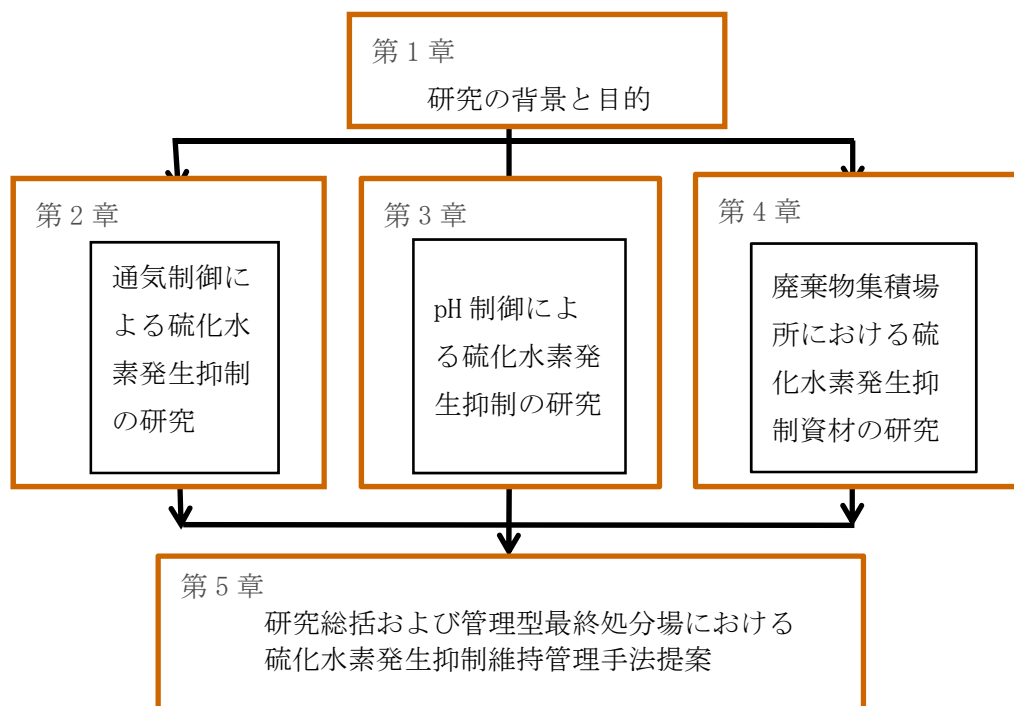 第1章
研究の背景と目的
第2章
通気制御に
よる硫化水
素発生抑制
の研究
第3章
pH制御によ
る硫化水素発
生抑制の研究
第4章
廃棄物集積場
所における硫
化水素発生抑
制資材の研究
第5章
研究総括および管理型最終処分場における
硫化水素発生抑制維持管理手法提案